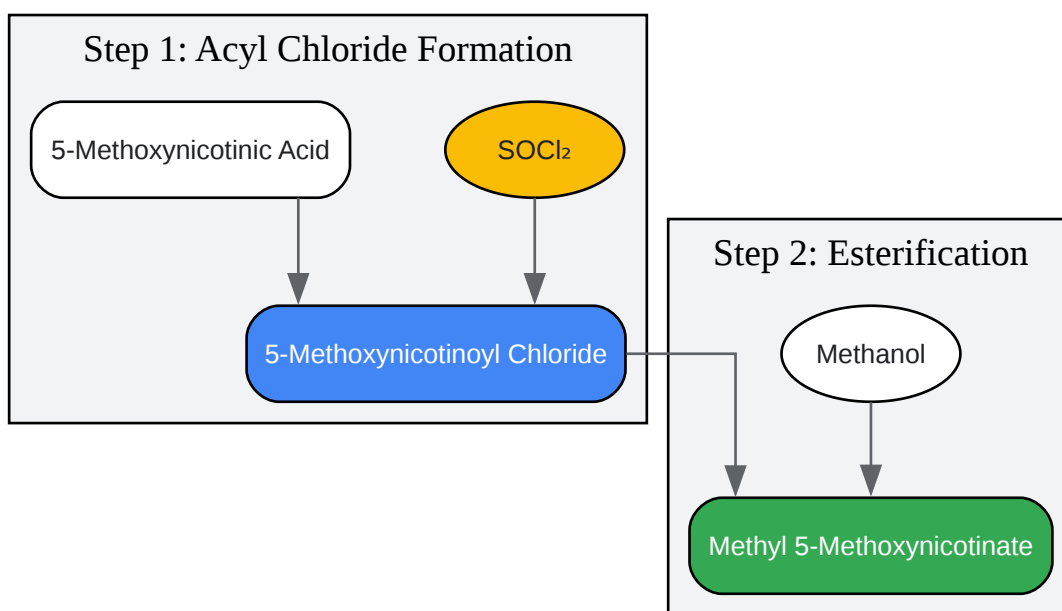 Step 1: Acyl Chloride Formation
5-Methoxynicotinic Acid
SOCl₂
5-Methoxynicotinoyl Chloride
Step 2: Esterification
Methanol
Methyl 5-Methoxynicotinate